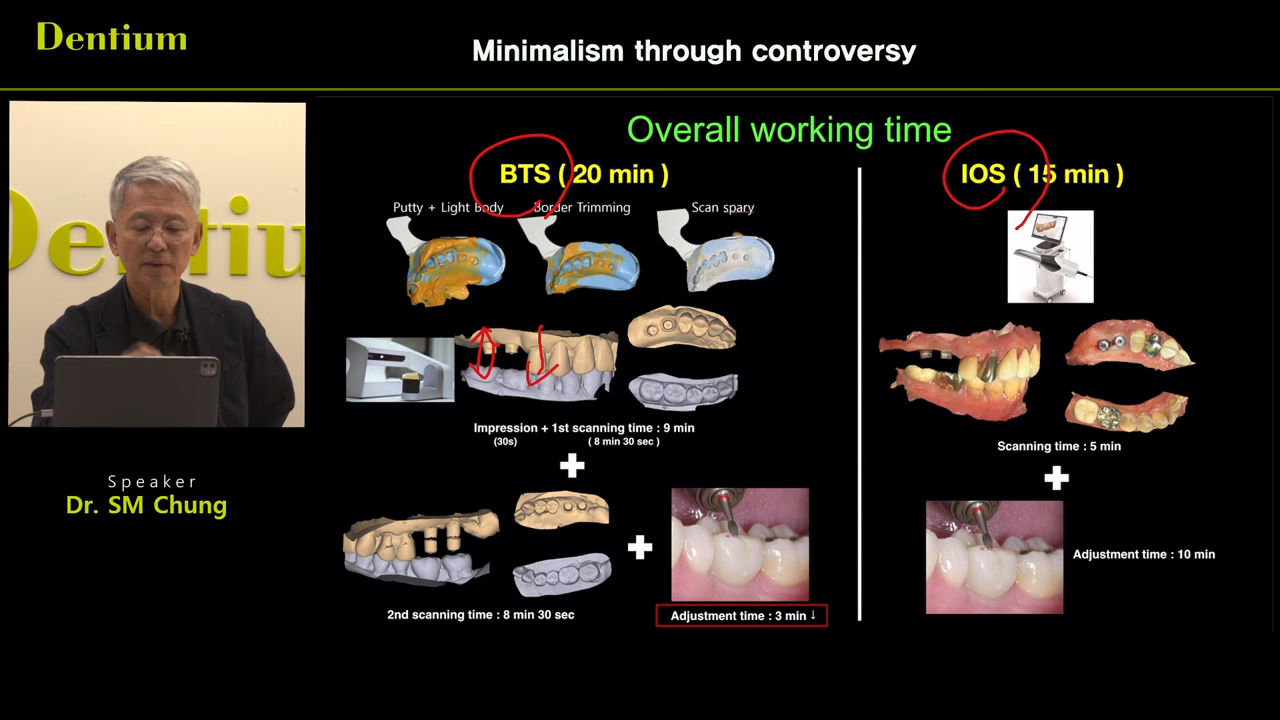 Dentium
Minimalism through controversy
Dentiu
Speaker
Dr. SM Chung
Overall working time
BTS ( 20 min )
Putty + Light Body
Border Trimming
Scan spary
Impression + 1st scanning time : 9 min
(30s)
( 8 min 30 sec )
2nd scanning time : 8 min 30 sec
Adjustment time : 3 min ↓
IOS ( 15 min )
Scanning time : 5 min
Adjustment time : 10 min